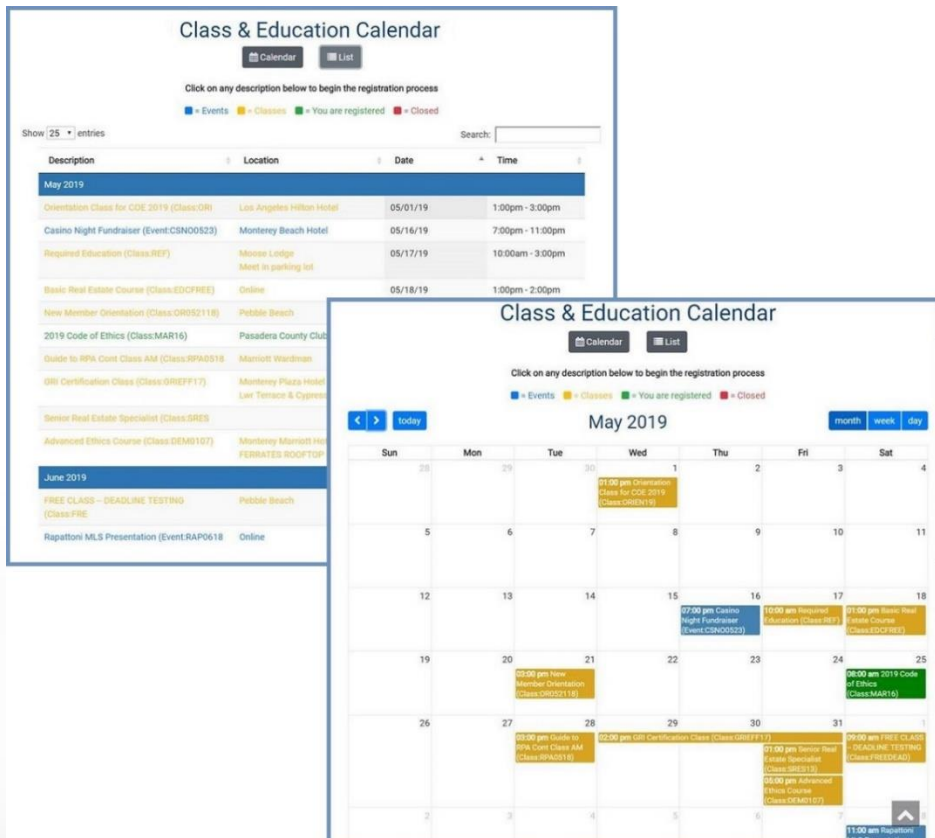 Class & Education Calendar
Calendar List
Click on any description below to begin the registration process
= Events = Classes = You are registered = Closed
Show 25 entries Search:
Description Location Date Time
May 2019
Orientation Class for COE 2019 (Class:ORI Los Angeles Hilton Hotel 05/01/19 1:00pm - 3:00pm
Casino Night Fundraiser (Event:CSNO0523) Monterey Beach Hotel 05/16/19 7:00pm - 11:00pm
Required Education (Class:REF) Moose Lodge 05/17/19 10:00am - 3:00pm
Meet in parking lot
Basic Real Estate Course (Class:EDCFREE) Online 05/18/19 1:00pm - 2:00pm
New Member Orientation (Class:OR052118) Pebble Beach
2019 Code of Ethics (Class:MAR16) Pasadera County Club
Guide to RPA Cont Class AM (Class:RPA0518 Marriott Wardman
GRI Certification Class (Class:GRIEFF17) Monterey Plaza Hotel
Lwr Terrace & Cypress
Senior Real Estate Specialist (Class:SRES
Advanced Ethics Course (Class:DEM0107) Monterey Marriott Hot
FERRATES ROOFTOP
June 2019
FREE CLASS – DEADLINE TESTING Pebble Beach
(Class:FRE
Rapattoni MLS Presentation (Event:RAP0618 Online
Class & Education Calendar
Calendar List
Click on any description below to begin the registration process
= Events = Classes = You are registered = Closed
today May 2019 month week day
Sun Mon Tue Wed Thu Fri Sat
28 29 30 1 2 3 4
01:00 pm Orientation
Class for COE 2019
(Class:ORIEN19)
5 6 7 8 9 10 11
12 13 14 15 16 17 18
07:00 pm Casino 10:00 am Required 01:00 pm Basic Real
Night Fundraiser Education (Class:REF) Estate Course
(Event:CSNO0523) (Class:EDCFREE)
19 20 21 22 23 24 25
03:00 pm New 08:00 am 2019 Code
Member Orientation of Ethics
(Class:OR052118) (Class:MAR16)
26 27 28 29 30 31 1
03:00 pm Guide to 02:00 pm GRI Certification Class (Class:GRIEFF17) 09:00 am FREE CLASS
RPA Cont Class AM 01:00 pm Senior Real – DEADLINE TESTING
(Class:RPA0518) Estate Specialist (Class:FREEDEAD)
(Class:SRES13)
05:00 pm Advanced
Ethics Course
(Class:DEM0107)
2 3 4 5 6 7 8
11:00 am Rapattoni